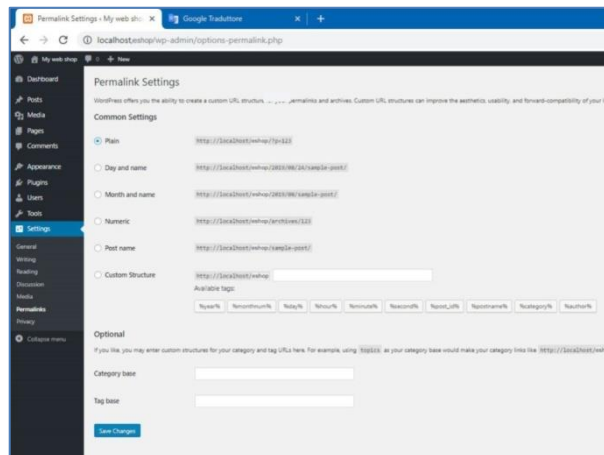 Permalink Settings ‹ My web sho
Google Traduttore
localhost/eshop/wp-admin/options-permalink.php
My web shop 0 + New
Dashboard
Posts
Media
Pages
Comments
Appearance
Plugins
Users
Tools
Settings
General
Writing
Reading
Discussion
Media
Permalinks
Privacy
Collapse menu
Permalink Settings
WordPress offers you the ability to create a custom URL structure permalinks and archives. Custom URL structures can improve the aesthetics, usability, and forward-compatibility of your
Common Settings
Plain http://localhost/eshop/?p=123
Day and name http://localhost/eshop/2019/06/24/sample-post/
Month and name http://localhost/eshop/2019/06/sample-post/
Numeric http://localhost/eshop/archives/123
Post name http://localhost/eshop/sample-post/
Custom Structure http://localhost/eshop
Available tags:
%year% %monthnum% %day% %hour% %minute% %second% %post_id% %postname% %category% %author%
Optional
If you like, you may enter custom structures for your category and tag URLs here. For example, using topics as your category base would make your category links like http://localhost/
Category base
Tag base
Save Changes